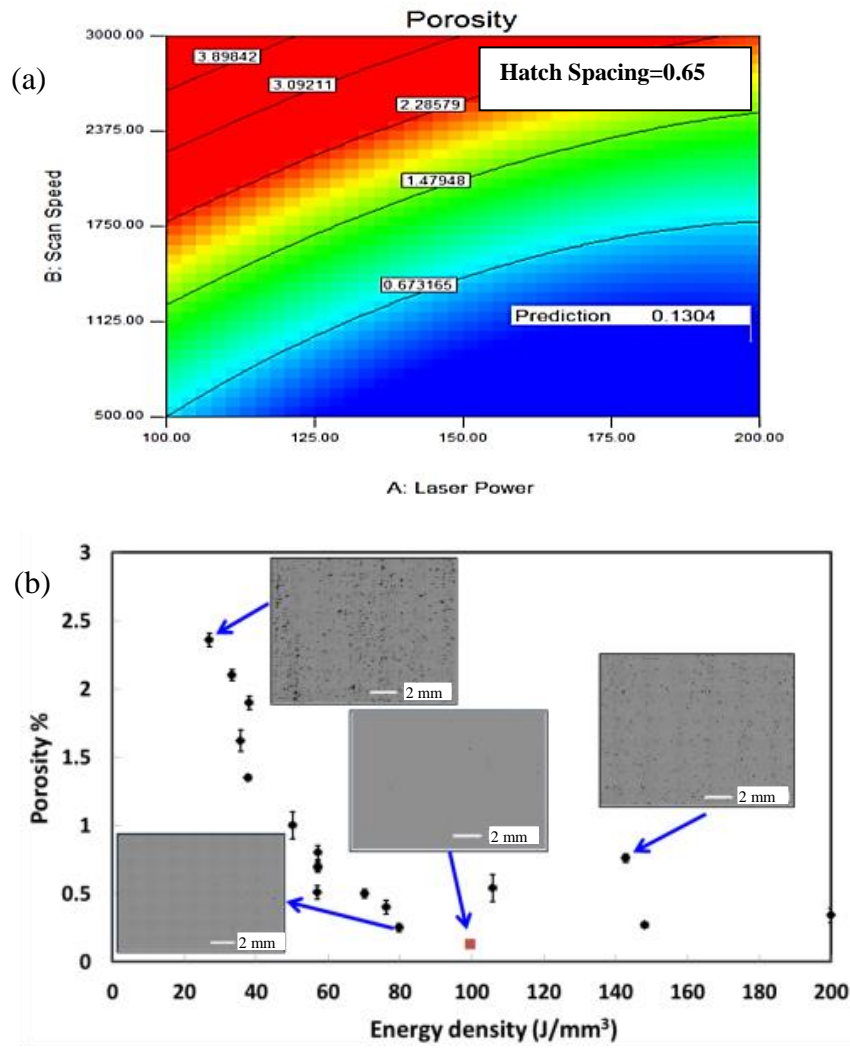 Porosity
(a)
3000.00
2375.00
1750.00
1125.00
500.00
B: Scan Speed
3.89842
3.09211
2.28579
1.47948
0.673165
Hatch Spacing=0.65
Prediction 0.1304
100.00 125.00 150.00 175.00 200.00
A: Laser Power
(b)
3
2.5
2
1.5
1
0.5
0
Porosity %
2 mm
2 mm
2 mm
2 mm
0 20 40 60 80 100 120 140 160 180 200
Energy density (J/mm³)